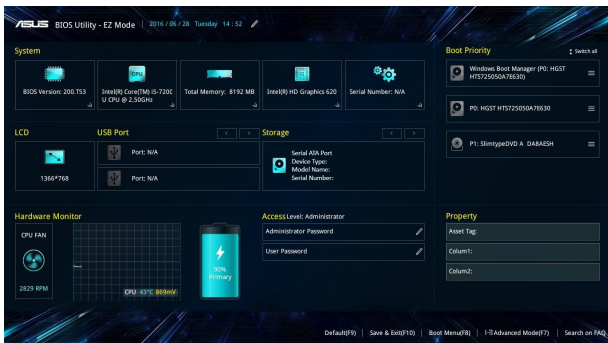 ASUS BIOS Utility - EZ Mode 2016 / 06 / 28 Tuesday 14 : 52
System
BIOS Version: 200.T53
CPU
Intel(R) Core(TM) i5-7200
U CPU @ 2.50GHz
Total Memory: 8192 MB
Intel(R) HD Graphics 620
Serial Number: N/A
LCD
1366*768
USB Port
Port: N/A
Port: N/A
Storage
Serial ATA Port
Device Type:
Model Name:
Serial Number:
Boot Priority
Switch all
Windows Boot Manager (P0: HGST
HTS725050A7E630)
P0: HGST HTS725050A7E630
P1: SlimtypeDVD A DA8AESH
Hardware Monitor
CPU FAN
2829 RPM
CPU 43°C 869mV
90%
Primary
Access Level: Administrator
Administrator Password
User Password
Property
Asset Tag:
Colum1:
Colum2:
Default(F9) | Save & Exit(F10) | Boot Menu(F8) | Advanced Mode(F7) | Search on FAQ